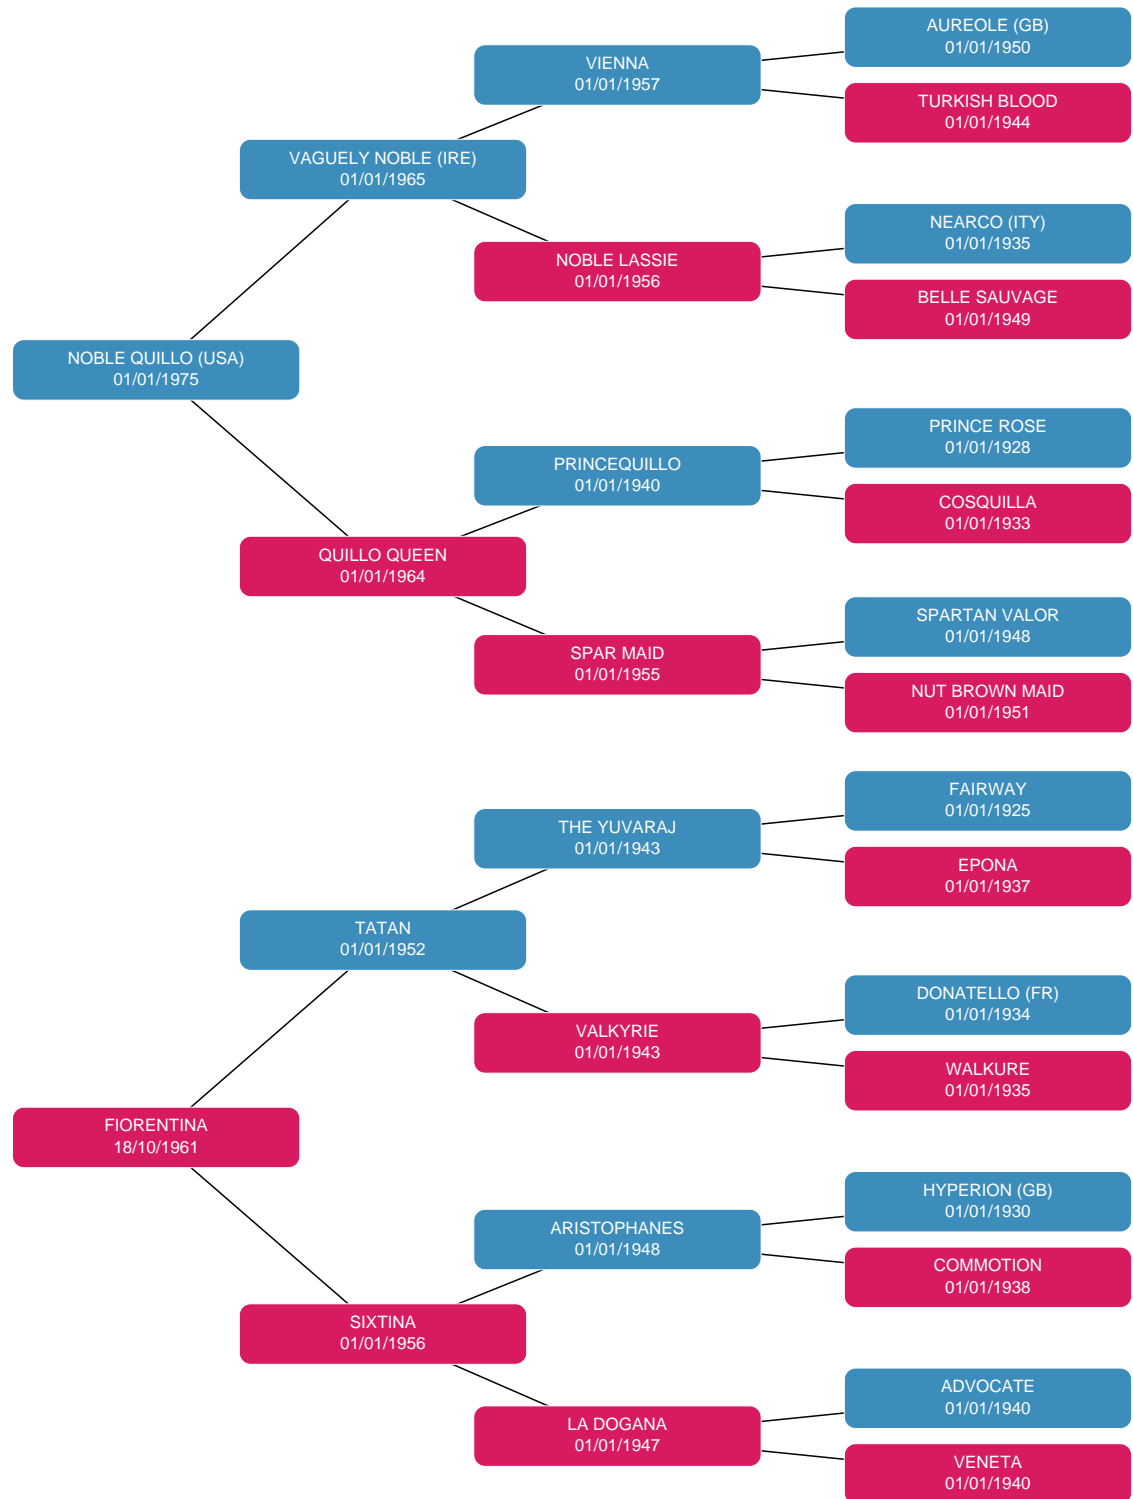 AUREOLE (GB)
01/01/1950
VIENNA
01/01/1957
TURKISH BLOOD
01/01/1944
VAGUELY NOBLE (IRE)
01/01/1965
NEARCO (ITY)
01/01/1935
NOBLE LASSIE
01/01/1956
BELLE SAUVAGE
01/01/1949
NOBLE QUILLO (USA)
01/01/1975
PRINCE ROSE
01/01/1928
PRINCEQUILLO
01/01/1940
COSQUILLA
01/01/1933
QUILLO QUEEN
01/01/1964
SPARTAN VALOR
01/01/1948
SPAR MAID
01/01/1955
NUT BROWN MAID
01/01/1951
FAIRWAY
01/01/1925
THE YUVARAJ
01/01/1943
EPONA
01/01/1937
TATAN
01/01/1952
DONATELLO (FR)
01/01/1934
VALKYRIE
01/01/1943
WALKURE
01/01/1935
FIORENTINA
18/10/1961
HYPERION (GB)
01/01/1930
ARISTOPHANES
01/01/1948
COMMOTION
01/01/1938
SIXTINA
01/01/1956
ADVOCATE
01/01/1940
LA DOGANA
01/01/1947
VENETA
01/01/1940